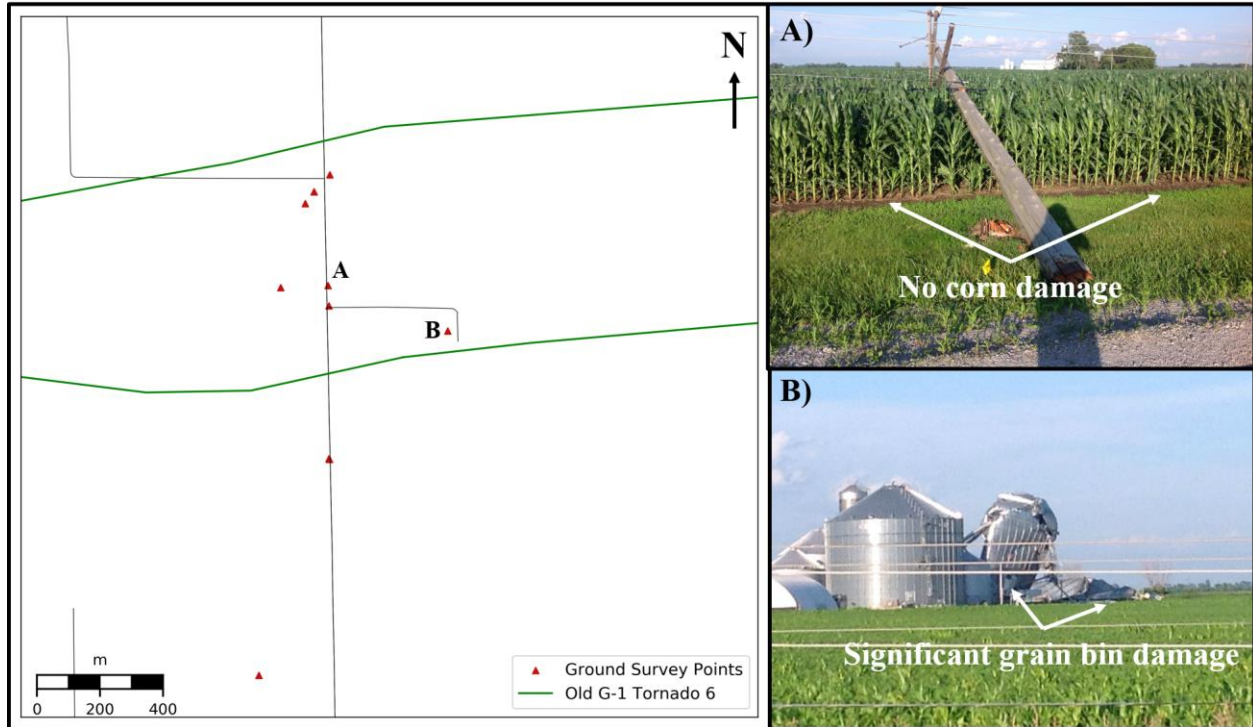 N
A
B
m
0 200 400
Ground Survey Points
Old G-1 Tornado 6
A)
No corn damage
B)
Significant grain bin damage